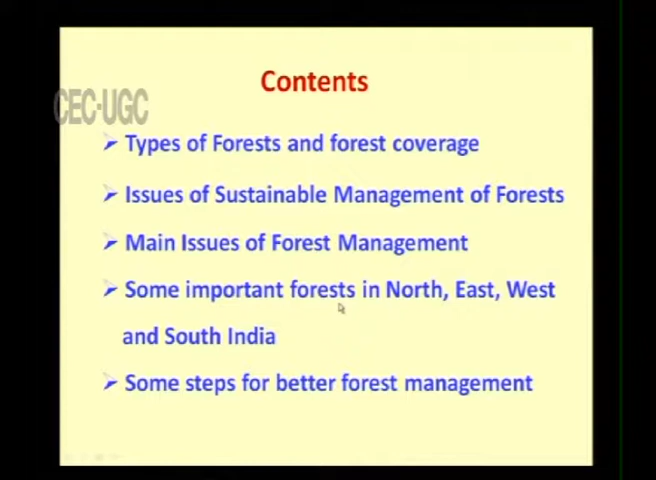 Contents
CEC-UGC
Types of Forests and forest coverage
Issues of Sustainable Management of Forests
Main Issues of Forest Management
Some important forests in North, East, West
and South India
Some steps for better forest management